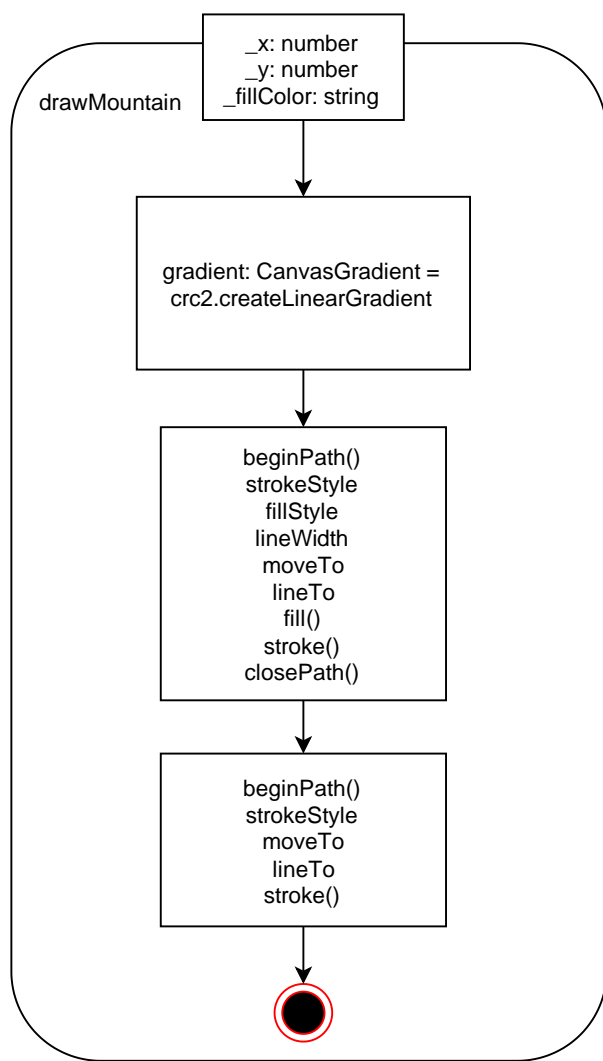 _x: number
_y: number
_fillColor: string
drawMountain
gradient: CanvasGradient =
crc2.createLinearGradient
beginPath()
strokeStyle
fillStyle
lineWidth
moveTo
lineTo
fill()
stroke()
closePath()
beginPath()
strokeStyle
moveTo
lineTo
stroke()